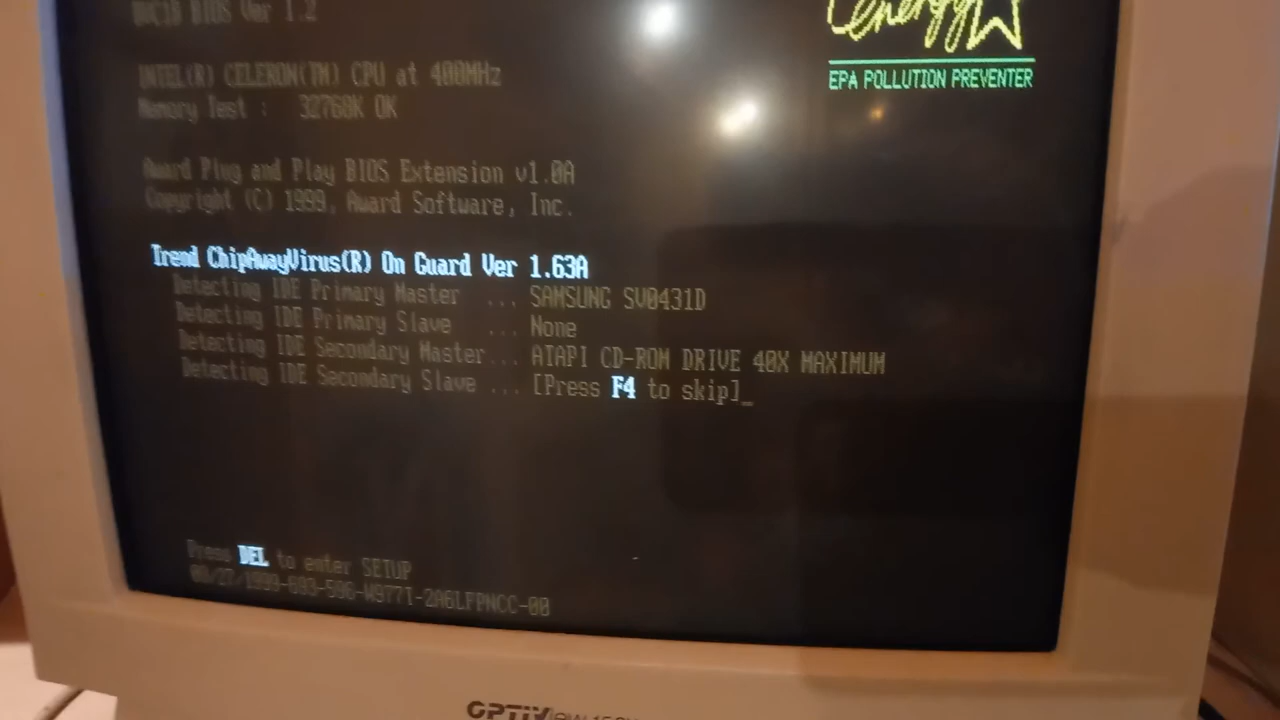 BIOS Ver 1.2
energy
EPA POLLUTION PREVENTER
INTEL(R) CELERON(TM) CPU at 400MHz
Memory Test : 32768K OK
Award Plug and Play BIOS Extension v1.0A
Copyright (C) 1999, Award Software, Inc.
Trend ChipAwayVirus(R) On Guard Ver 1.63A
Detecting IDE Primary Master ... SAMSUNG SV0431D
Detecting IDE Primary Slave ... None
Detecting IDE Secondary Master... ATAPI CD-ROM DRIVE 40X MAXIMUM
Detecting IDE Secondary Slave ... [Press F4 to skip]_
Press DEL to enter SETUP